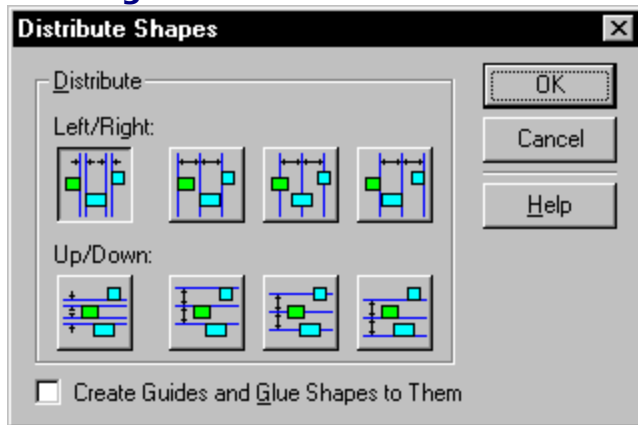 Distribute Shapes
Distribute
OK
Left/Right:
Cancel
Help
Up/Down:
Create Guides and Glue Shapes to Them